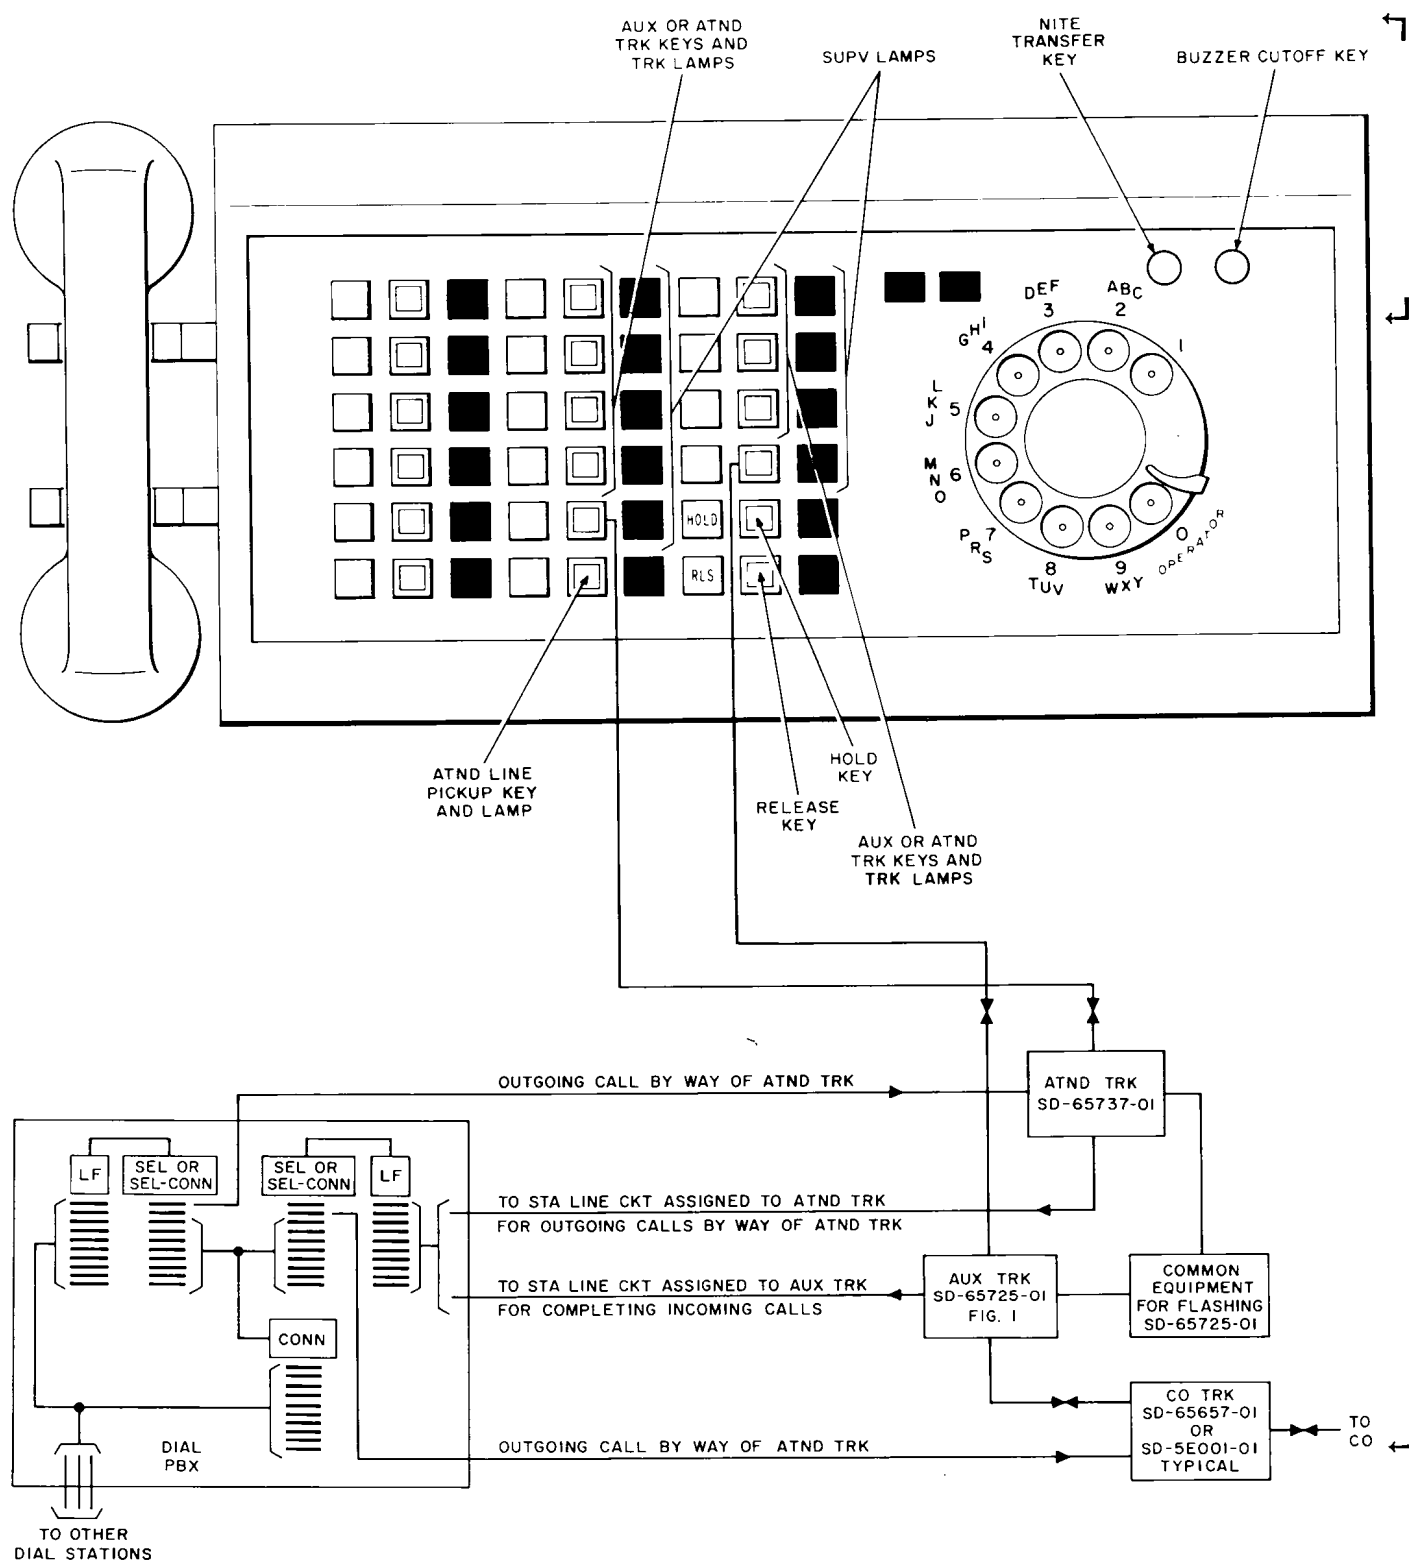 AUX OR ATND
TRK KEYS AND
TRK LAMPS
SUPV LAMPS
NITE
TRANSFER
KEY
BUZZER CUTOFF KEY
ABC
2
DEF
3
1
GHI
4
LKJ 5
MNO 6
PRS 7
8
TUV
9
WXY
0
OPERATOR
HOLD
RLS
ATND LINE
PICKUP KEY
AND LAMP
HOLD
KEY
RELEASE
KEY
AUX OR ATND
TRK KEYS AND
TRK LAMPS
OUTGOING CALL BY WAY OF ATND TRK
ATND TRK
SD-65737-01
LF
SEL OR
SEL-CONN
SEL OR
SEL-CONN
LF
TO STA LINE CKT ASSIGNED TO ATND TRK
FOR OUTGOING CALLS BY WAY OF ATND TRK
TO STA LINE CKT ASSIGNED TO AUX TRK
FOR COMPLETING INCOMING CALLS
AUX TRK
SD-65725-01
FIG. 1
COMMON
EQUIPMENT
FOR FLASHING
SD-65725-01
CONN
CO TRK
SD-65657-01
OR
SD-5E001-01
TYPICAL
TO
CO
DIAL
PBX
OUTGOING CALL BY WAY OF ATND TRK
TO OTHER
DIAL STATIONS